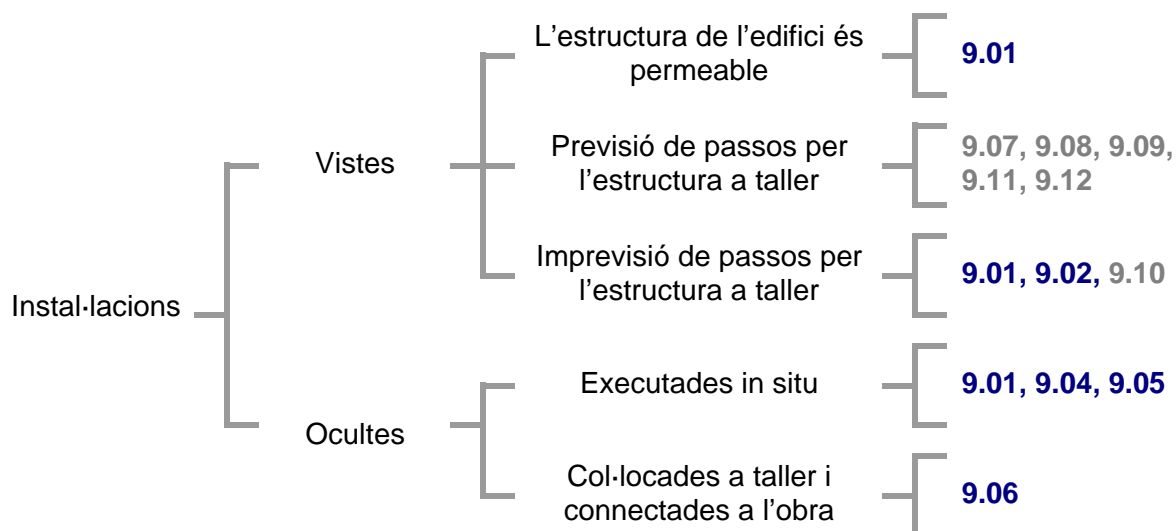 L’estructura de l’edifici és
permeable
9.01
Vistes
Previsió de passos per
l’estructura a taller
9.07, 9.08, 9.09,
9.11, 9.12
Imprevisió de passos per
l’estructura a taller
9.01, 9.02, 9.10
Instal·lacions
Ocultes
Executades in situ
9.01, 9.04, 9.05
Col·locades a taller i
connectades a l’obra
9.06